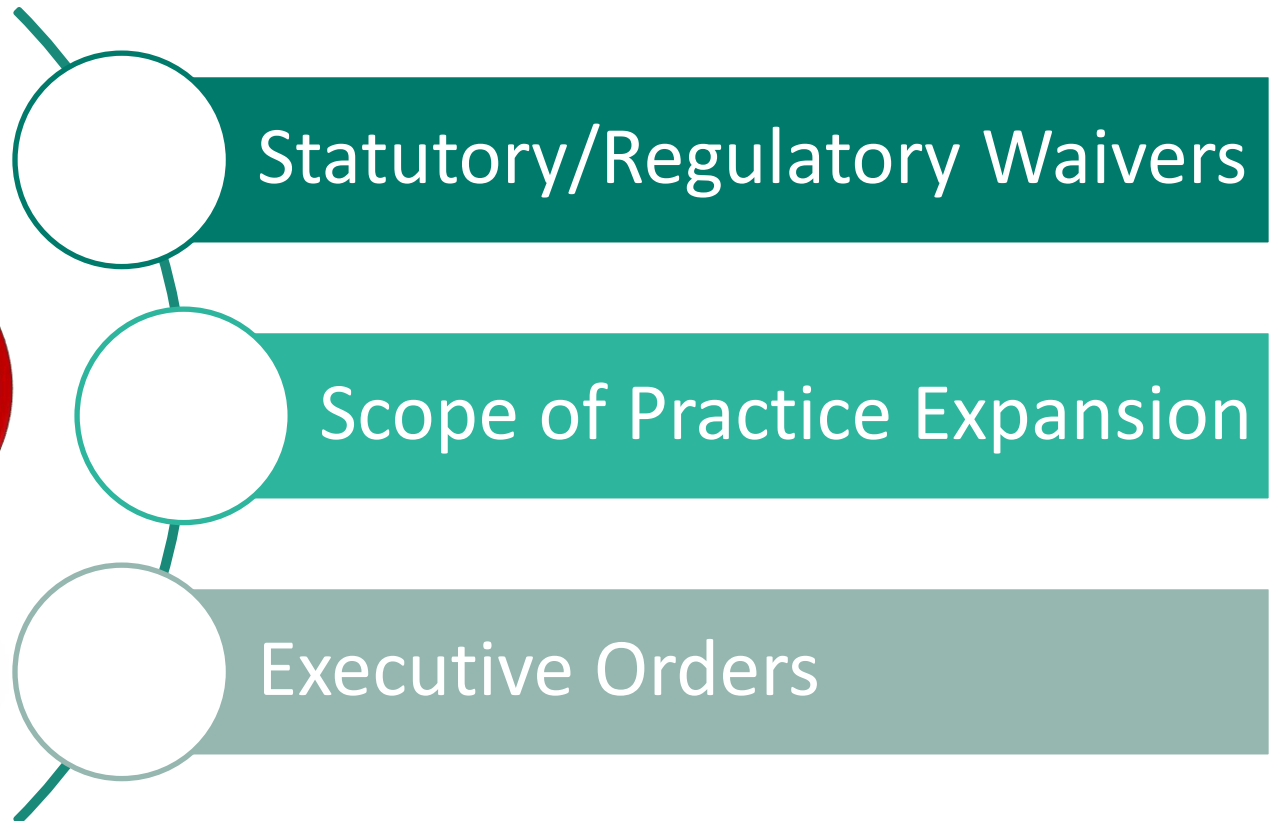 Statutory/Regulatory Waivers
Scope of Practice Expansion
Executive Orders